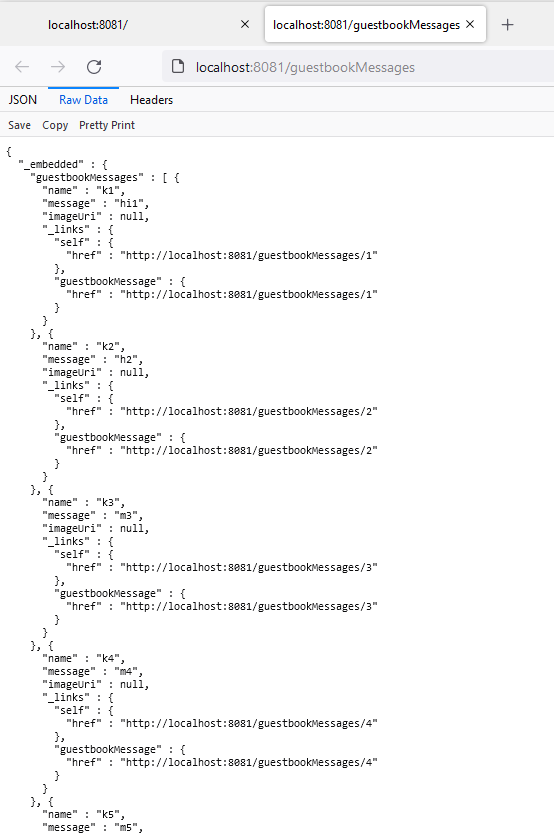 localhost:8081/
localhost:8081/guestbookMessages
localhost:8081/guestbookMessages
JSON Raw Data Headers
Save Copy Pretty Print
{
  "_embedded" : {
    "guestbookMessages" : [ {
      "name" : "k1",
      "message" : "hi1",
      "imageUri" : null,
      "_links" : {
        "self" : {
          "href" : "http://localhost:8081/guestbookMessages/1"
        },
        "guestbookMessage" : {
          "href" : "http://localhost:8081/guestbookMessages/1"
        }
      }
    }, {
      "name" : "k2",
      "message" : "h2",
      "imageUri" : null,
      "_links" : {
        "self" : {
          "href" : "http://localhost:8081/guestbookMessages/2"
        },
        "guestbookMessage" : {
          "href" : "http://localhost:8081/guestbookMessages/2"
        }
      }
    }, {
      "name" : "k3",
      "message" : "m3",
      "imageUri" : null,
      "_links" : {
        "self" : {
          "href" : "http://localhost:8081/guestbookMessages/3"
        },
        "guestbookMessage" : {
          "href" : "http://localhost:8081/guestbookMessages/3"
        }
      }
    }, {
      "name" : "k4",
      "message" : "m4",
      "imageUri" : null,
      "_links" : {
        "self" : {
          "href" : "http://localhost:8081/guestbookMessages/4"
        },
        "guestbookMessage" : {
          "href" : "http://localhost:8081/guestbookMessages/4"
        }
      }
    }, {
      "name" : "k5",
      "message" : "m5",